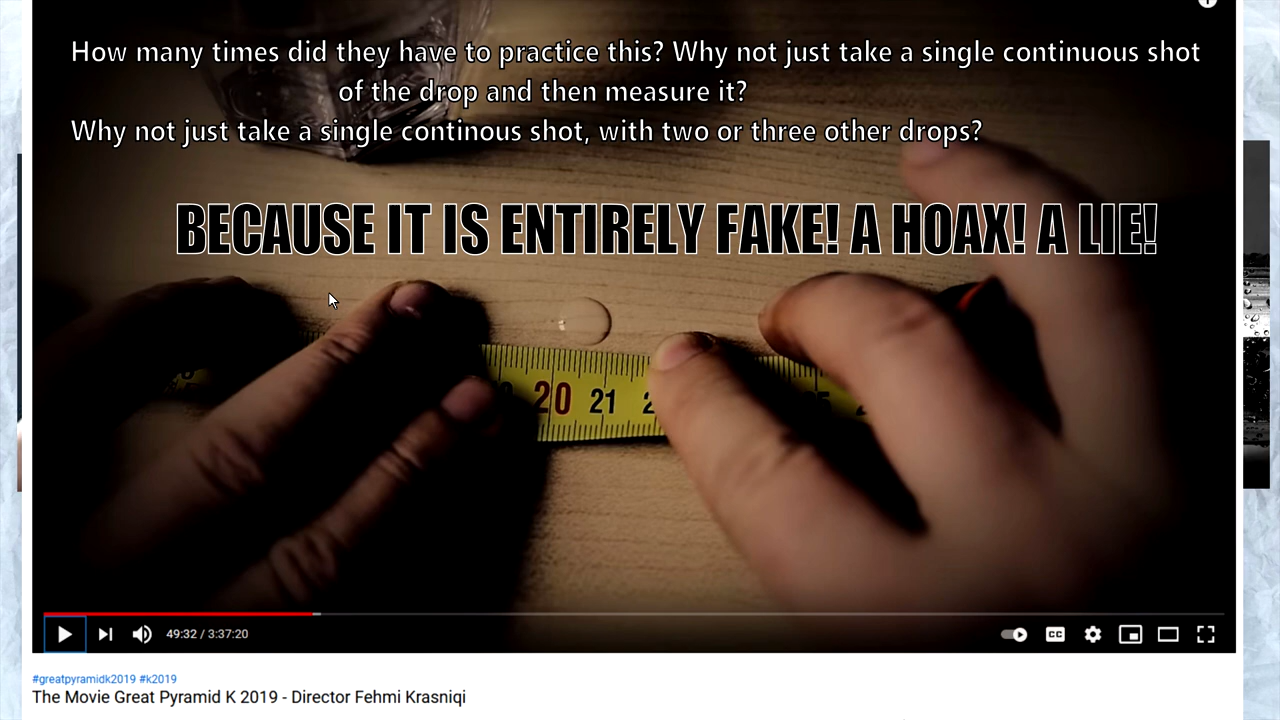 How many times did they have to practice this? Why not just take a single continuous shot
of the drop and then measure it?
Why not just take a single continous shot, with two or three other drops?
BECAUSE IT IS ENTIRELY FAKE! A HOAX! A LIE!
20 21
49:32 / 3:37:20
CC
#greatpyramidk2019 #k2019
The Movie Great Pyramid K 2019 - Director Fehmi Krasniqi